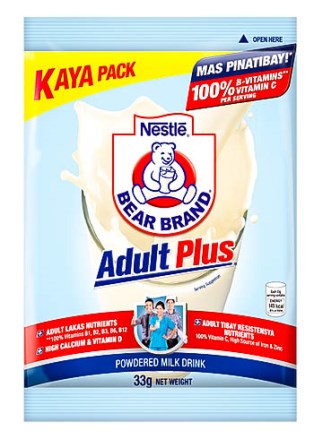 OPEN HERE
KAYA PACK
MAS PINATIBAY!**
100% B-VITAMINS**
VITAMIN C
PER SERVING
Nestlé
BEAR BRAND
Adult Plus
Serving Suggestion
ADULT LAKAS NUTRIENTS
**100% Vitamins B1, B2, B3, B6, B12
HIGH CALCIUM & VITAMIN D
ADULT TIBAY RESISTENSYA
NUTRIENTS
100% Vitamin C, High Source of Iron & Zinc
POWDERED MILK DRINK
33g NET WEIGHT